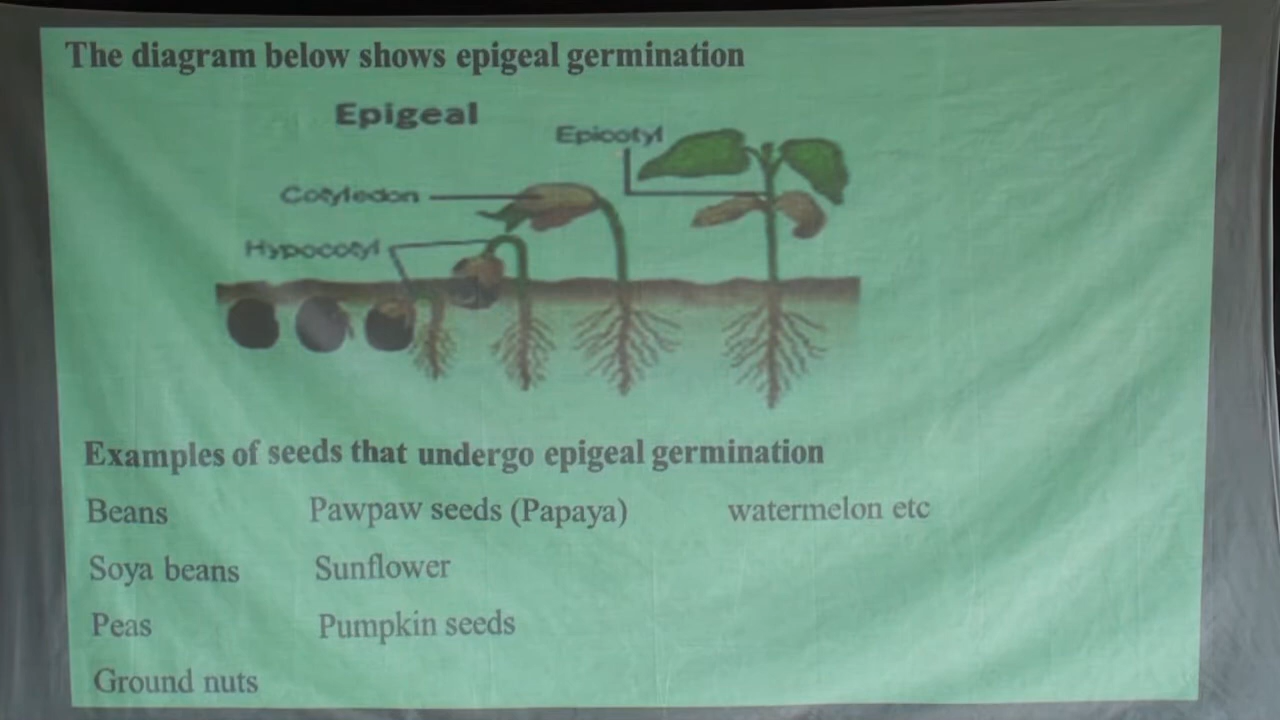 The diagram below shows epigeal germination
Epigeal
Epicotyl
Cotyledon
Hypocotyl
Examples of seeds that undergo epigeal germination
Beans Pawpaw seeds (Papaya) watermelon etc
Soya beans Sunflower
Peas Pumpkin seeds
Ground nuts